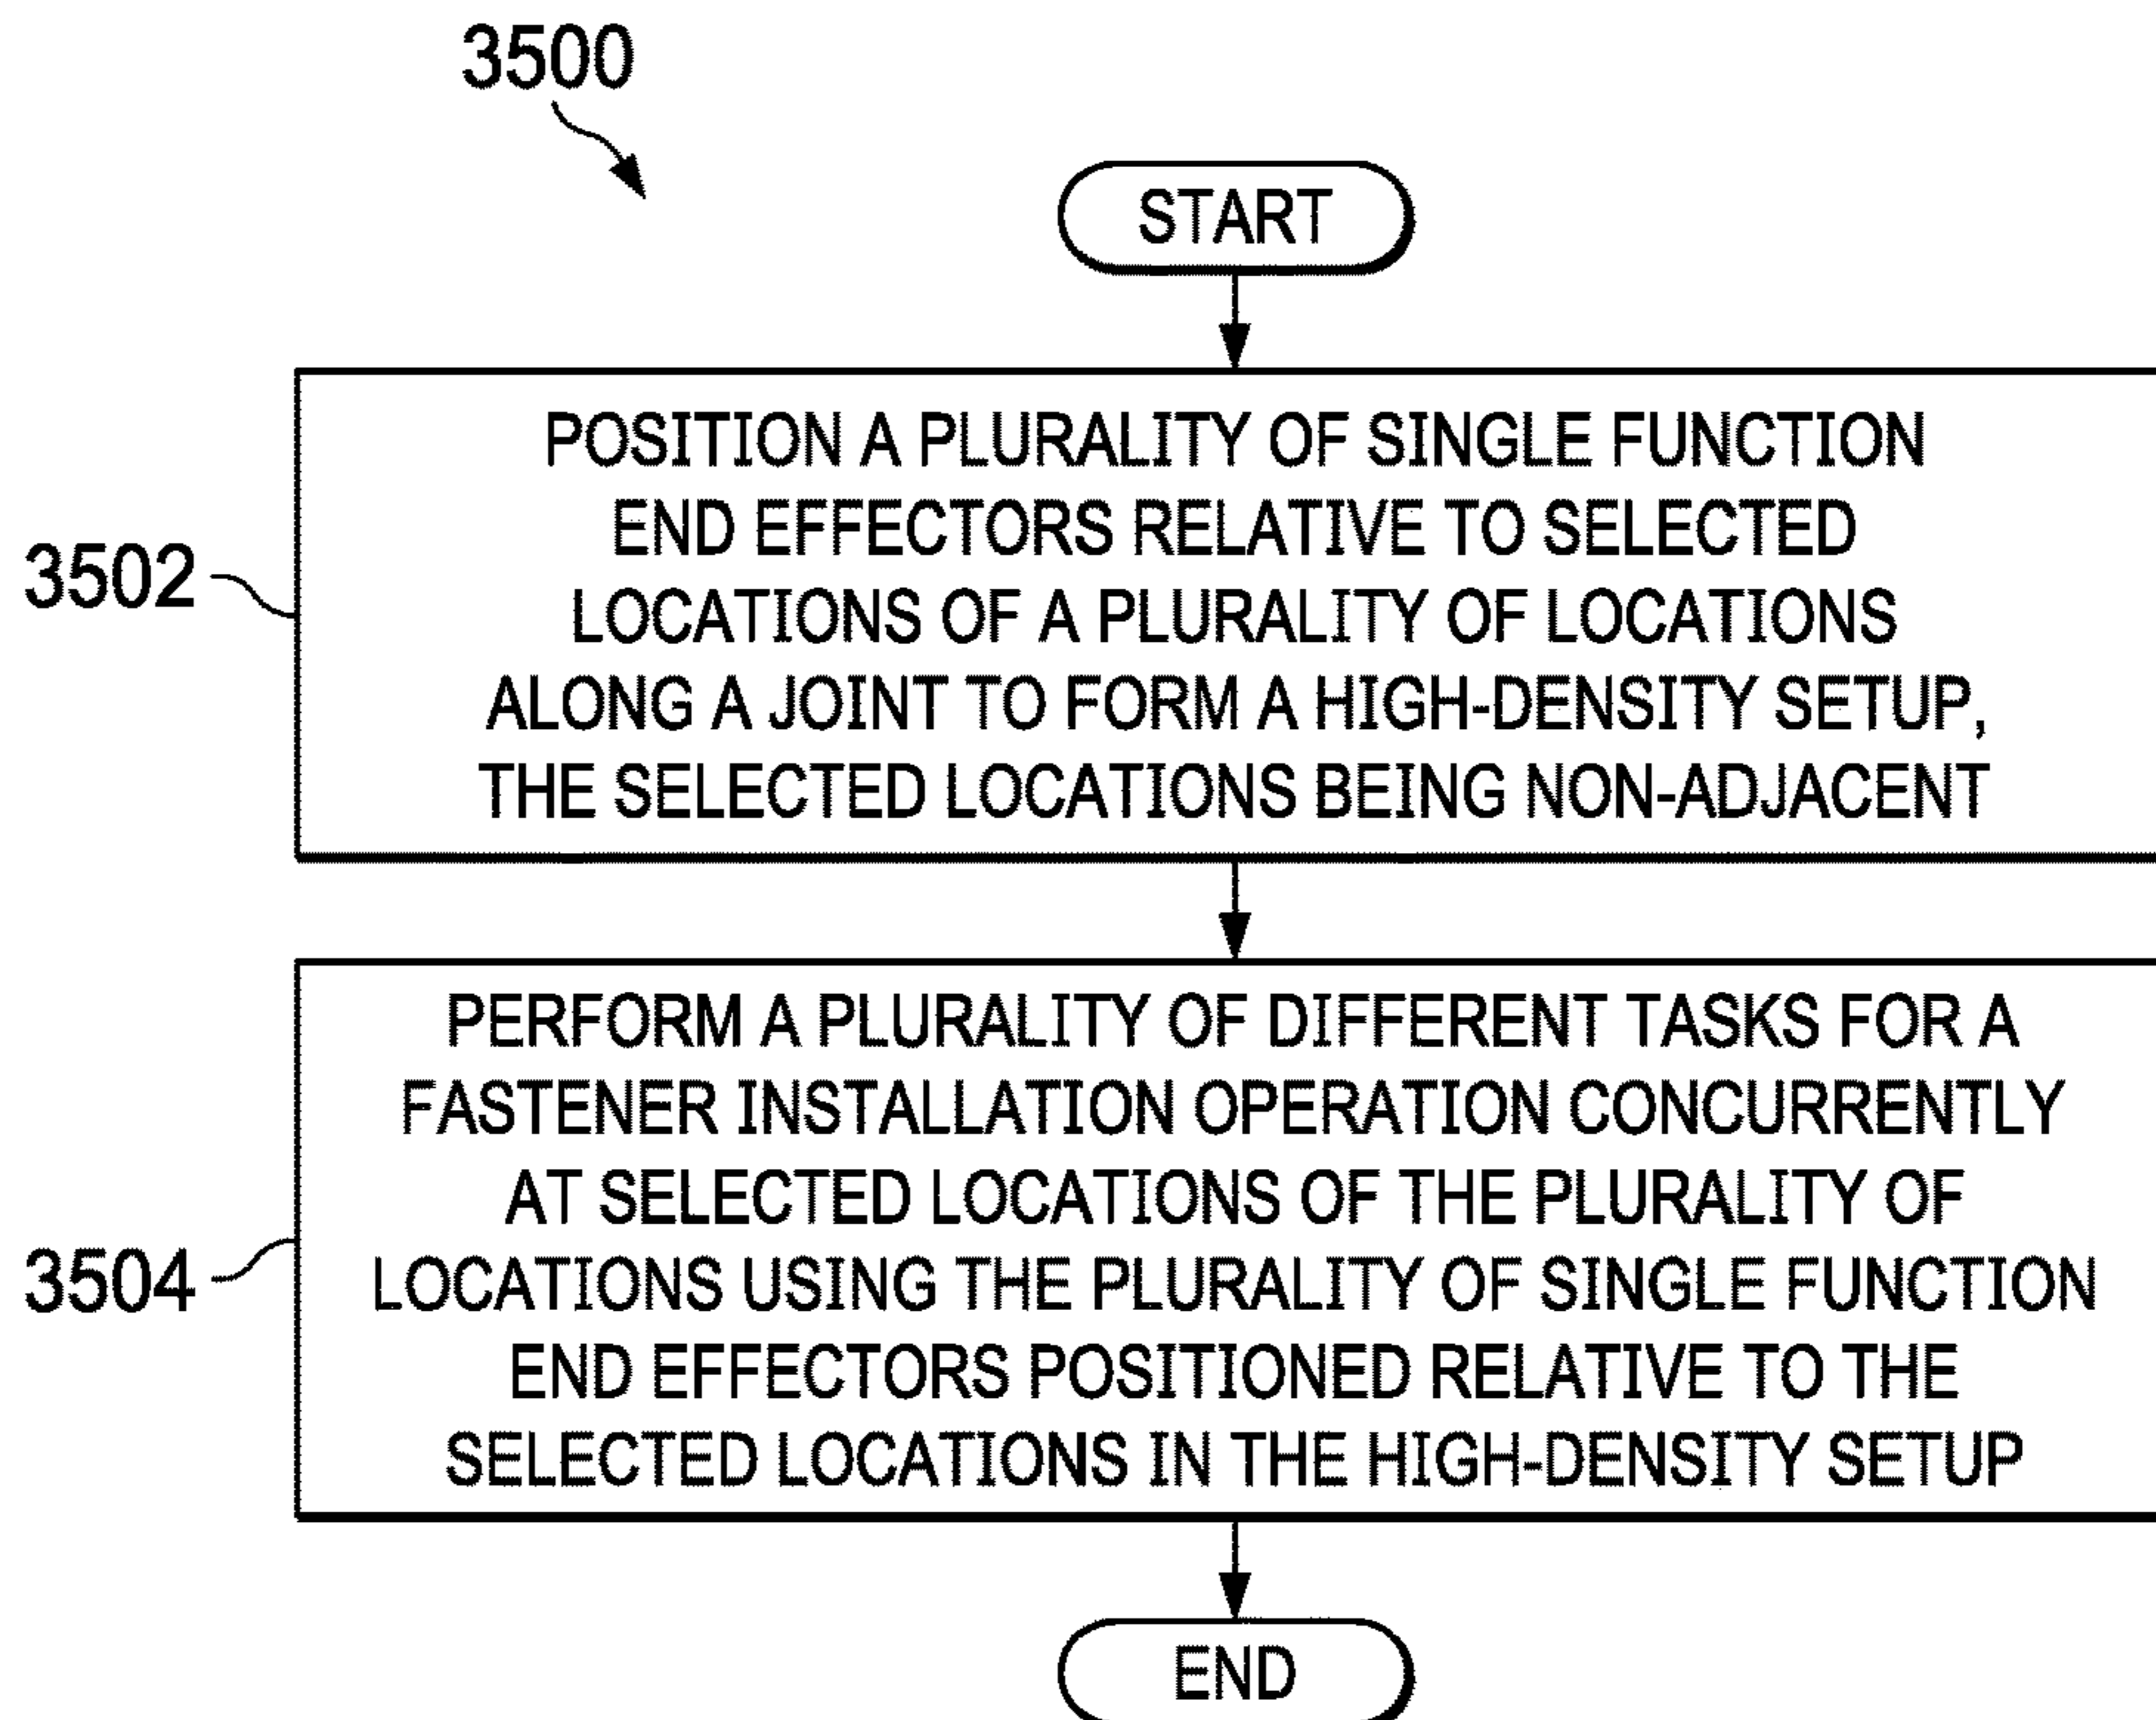 3500
START
3502
POSITION A PLURALITY OF SINGLE FUNCTION
END EFFECTORS RELATIVE TO SELECTED
LOCATIONS OF A PLURALITY OF LOCATIONS
ALONG A JOINT TO FORM A HIGH-DENSITY SETUP,
THE SELECTED LOCATIONS BEING NON-ADJACENT
3504
PERFORM A PLURALITY OF DIFFERENT TASKS FOR A
FASTENER INSTALLATION OPERATION CONCURRENTLY
AT SELECTED LOCATIONS OF THE PLURALITY OF
LOCATIONS USING THE PLURALITY OF SINGLE FUNCTION
END EFFECTORS POSITIONED RELATIVE TO THE
SELECTED LOCATIONS IN THE HIGH-DENSITY SETUP
END